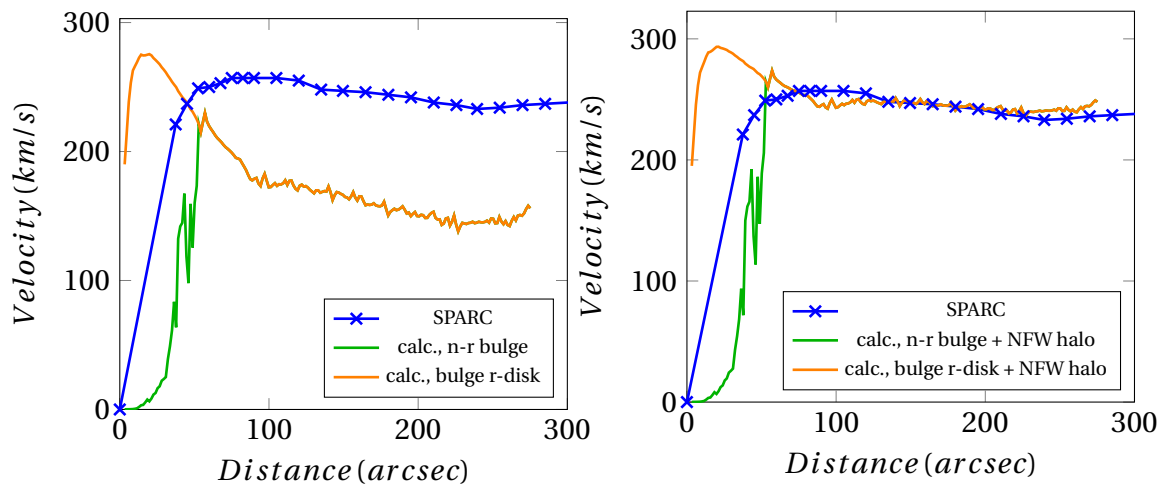 300
200
100
0
0
100
200
300
Velocity(km/s)
Distance(arcsec)
SPARC
calc., n-r bulge
calc., bulge r-disk
300
200
100
0
0
100
200
300
Velocity(km/s)
Distance(arcsec)
SPARC
calc., n-r bulge + NFW halo
calc., bulge r-disk + NFW halo